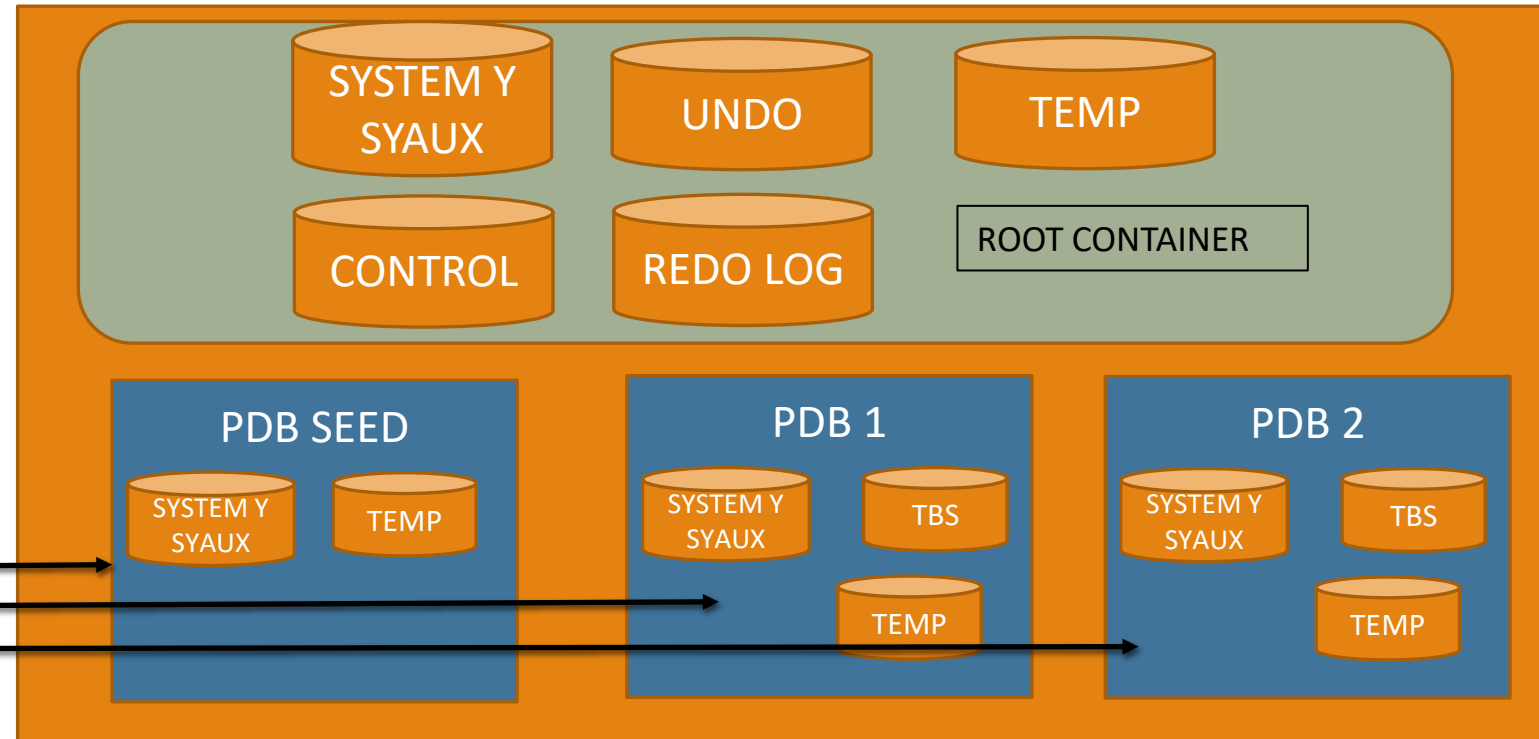 SYSTEM Y
SYAUX
UNDO
TEMP
CONTROL
REDO LOG
ROOT CONTAINER
PDB SEED
SYSTEM Y
SYAUX
TEMP
PDB 1
SYSTEM Y
SYAUX
TBS
TEMP
PDB 2
SYSTEM Y
SYAUX
TBS
TEMP